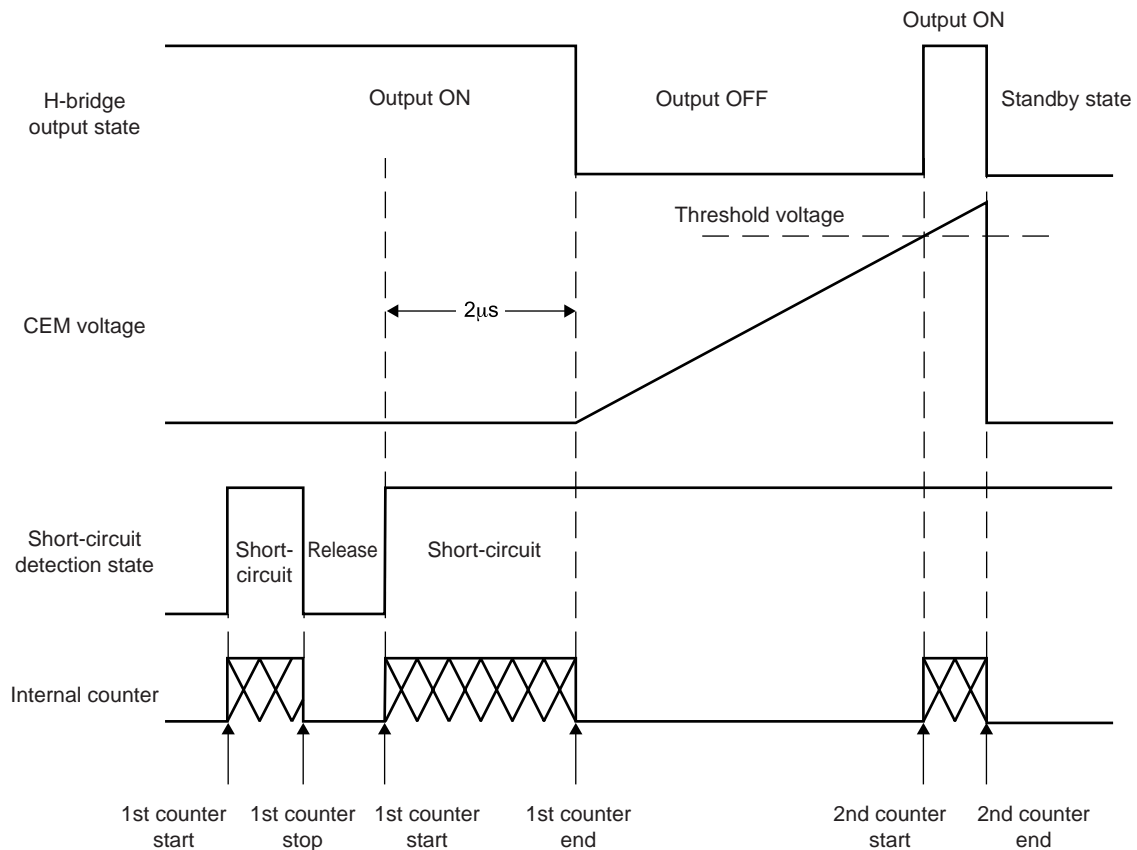 Output ON
H-bridge
output state
Output ON
Output OFF
Standby state
Threshold voltage
2μs
CEM voltage
Short-circuit
detection state
Short-
circuit
Release
Short-circuit
Internal counter
1st counter
start
1st counter
stop
1st counter
start
1st counter
end
2nd counter
start
2nd counter
end